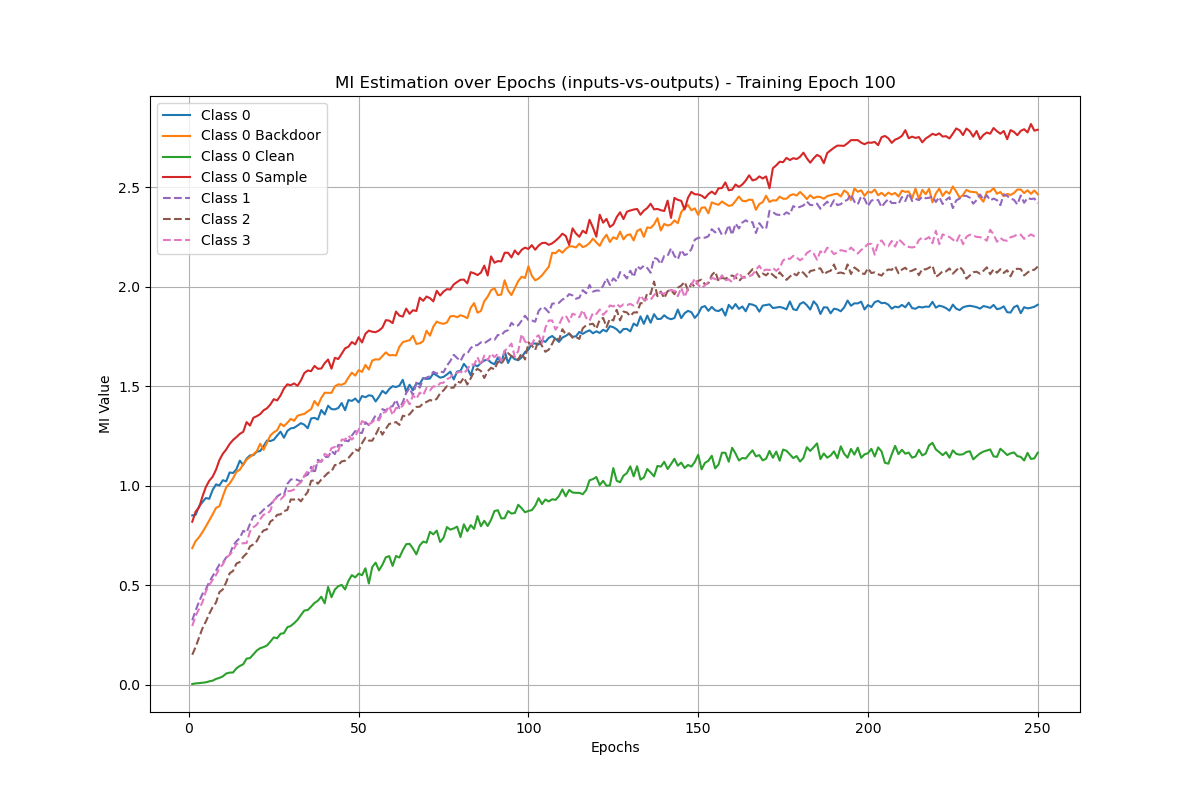 MI Estimation over Epochs (inputs-vs-outputs) - Training Epoch 100
Class 0
Class 0 Backdoor
Class 0 Clean
Class 0 Sample
Class 1
Class 2
Class 3
MI Value
2.5
2.0
1.5
1.0
0.5
0.0
0 50 100 150 200 250
Epochs